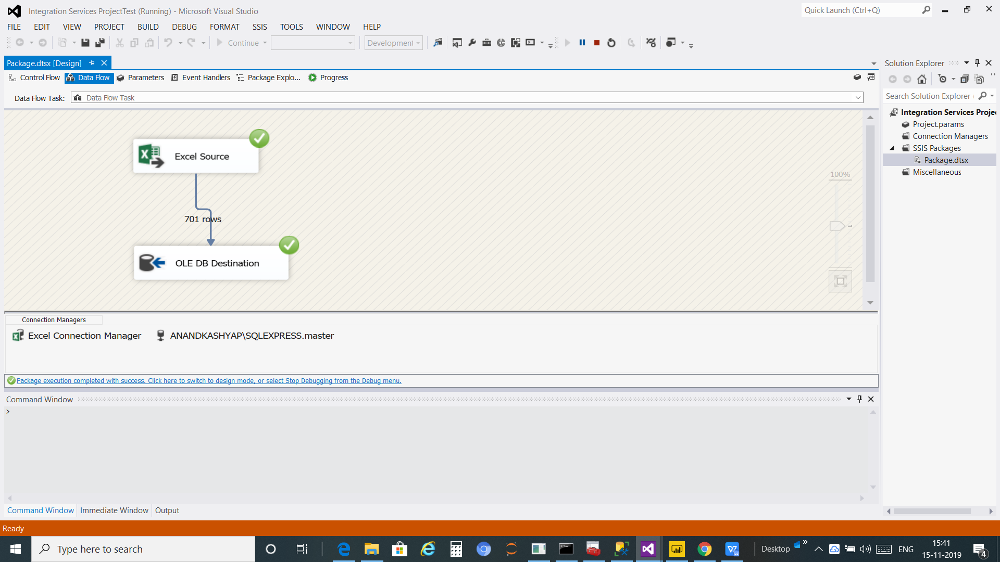 Integration Services ProjectTest (Running) - Microsoft Visual Studio
Quick Launch (Ctrl+Q)
FILE EDIT VIEW PROJECT BUILD DEBUG FORMAT SSIS TOOLS WINDOW HELP
Continue Development
Package.dtsx [Design]
Control Flow Data Flow Parameters Event Handlers Package Explo... Progress
Data Flow Task: Data Flow Task
Excel Source
701 rows
OLE DB Destination
100%
Connection Managers
Excel Connection Manager ANANDKASHYAP\SQLEXPRESS.master
Package execution completed with success. Click here to switch to design mode, or select Stop Debugging from the Debug menu.
Command Window
>
Command Window Immediate Window Output
Solution Explorer
Search Solution Explorer (
Integration Services Projec
Project.params
Connection Managers
SSIS Packages
Package.dtsx
Miscellaneous
Ready
Type here to search
Desktop
ENG
15:41
15-11-2019
4